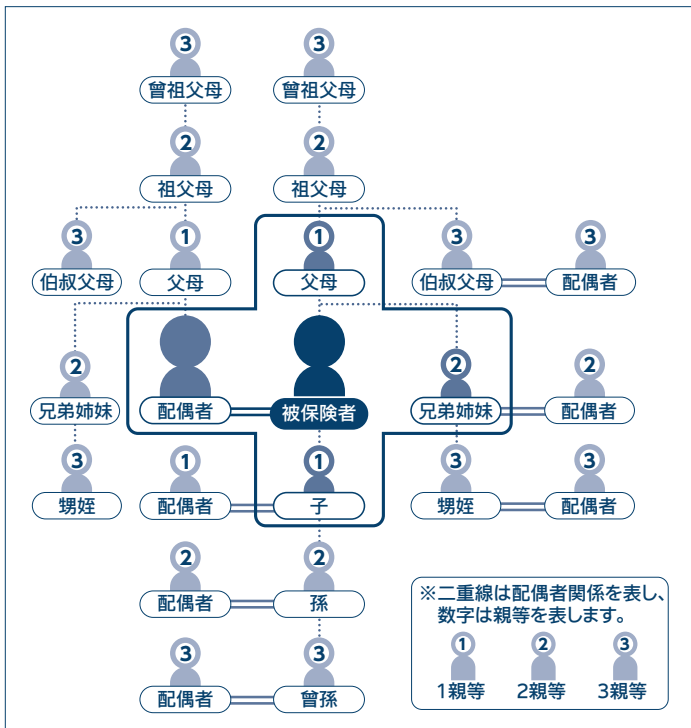 3 3
曾祖父母 曾祖父母
2 2
祖父母 祖父母
3 1 1 3 3
伯叔父母 父母 父母 伯叔父母 配偶者
2 2 2
兄弟姉妹 配偶者 被保険者 兄弟姉妹 配偶者
3 1 1 3 3
甥姪 配偶者 子 甥姪 配偶者
2 2
配偶者 孫
3 3
配偶者 曾孫
※二重線は配偶者関係を表し、
数字は親等を表します。
1 2 3
1親等 2親等 3親等